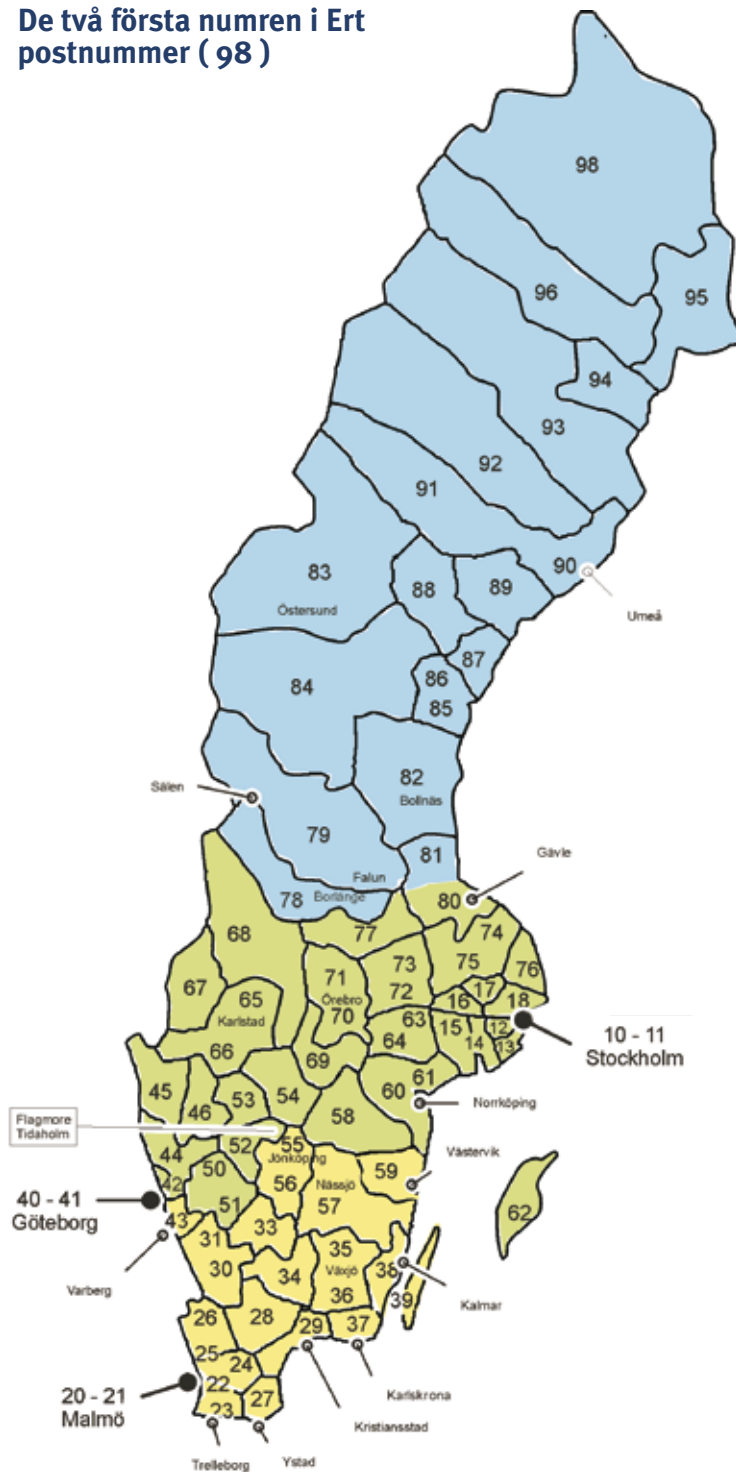 De två första numren i Ert
postnummer ( 98 )
98
96
95
94
93
92
91
90
Umeå
83
Östersund
88
89
87
86
85
84
82
Bollnäs
Sälen
79
81
Falun
Gävle
78
Borlänge
80
77
74
68
73
75
76
71
67
72
17
65
Örebro
16
18
Karlstad
70
63
15
12
10 - 11
Stockholm
66
64
14
13
69
45
53
54
61
60
46
58
Norrköping
Flagmore
Tidaholm
44
52
55
Västervik
Jönköping
50
59
42
56
Nässjö
40 - 41
Göteborg
51
57
62
43
33
31
35
Varberg
30
34
Växjö
38
36
39
Kalmar
26
28
29
37
25
24
20 - 21
Malmö
22
27
Karlskrona
23
Kristiansstad
Trelleborg
Ystad